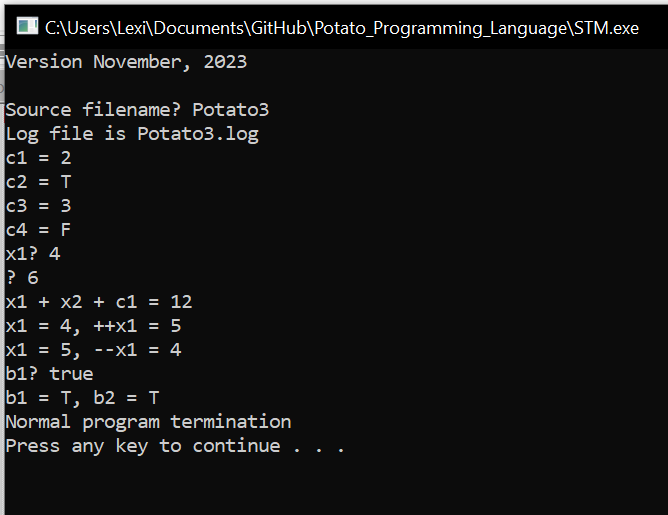 C:\Users\Lexi\Documents\GitHub\Potato_Programming_Language\STM.exe
Version November, 2023
Source filename? Potato3
Log file is Potato3.log
c1 = 2
c2 = T
c3 = 3
c4 = F
x1? 4
? 6
x1 + x2 + c1 = 12
x1 = 4, ++x1 = 5
x1 = 5, --x1 = 4
b1? true
b1 = T, b2 = T
Normal program termination
Press any key to continue . . .